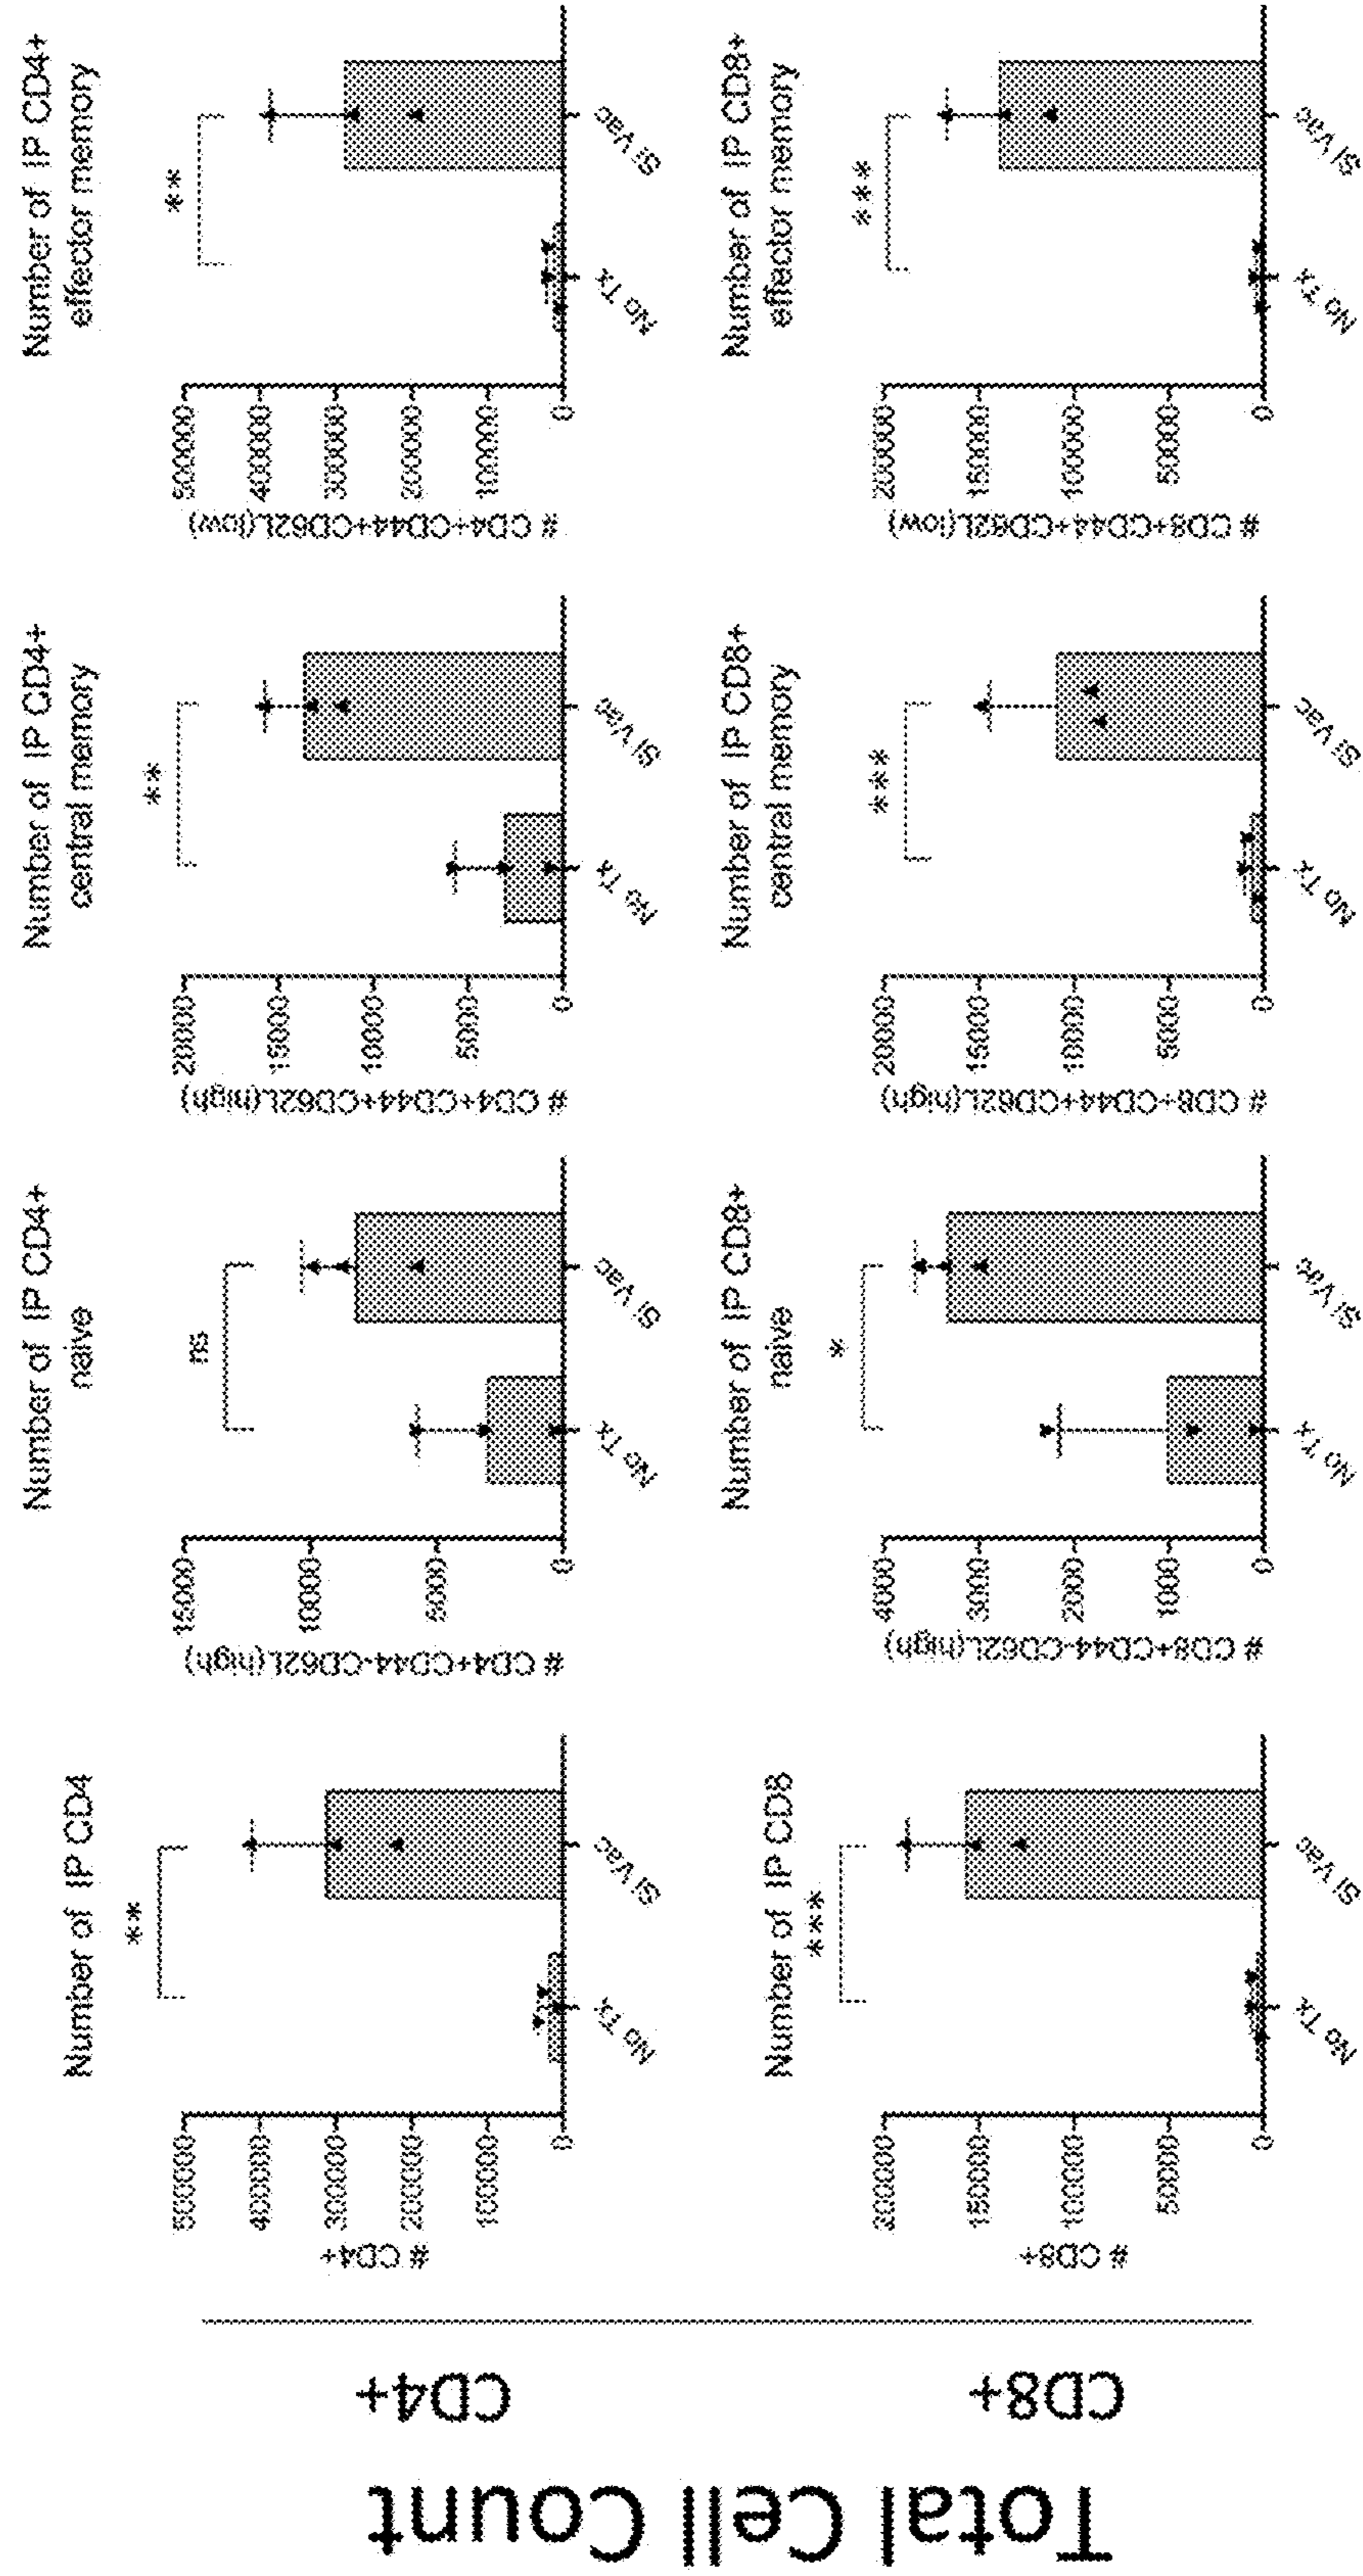 Total Cell Count
CD4+
Number of IP CD4
# CD4+
500000
400000
300000
200000
100000
0
**
No Tx
Si Vac
Number of IP CD4+
naive
# CD4+CD44-CD62L(high)
15000
10000
5000
0
ns
No Tx
Si Vac
Number of IP CD4+
central memory
# CD4+CD44+CD62L(high)
20000
15000
10000
5000
0
**
No Tx
Si Vac
Number of IP CD4+
effector memory
# CD4+CD44+CD62L(low)
500000
400000
300000
200000
100000
0
**
No Tx
Si Vac
CD8+
Number of IP CD8
# CD8+
200000
150000
100000
50000
0
***
No Tx
Si Vac
Number of IP CD8+
naive
# CD8+CD44-CD62L(high)
4000
3000
2000
1000
0
*
No Tx
Si Vac
Number of IP CD8+
central memory
# CD8+CD44+CD62L(high)
20000
15000
10000
5000
0
***
No Tx
Si Vac
Number of IP CD8+
effector memory
# CD8+CD44+CD62L(low)
200000
150000
100000
50000
0
***
No Tx
Si Vac